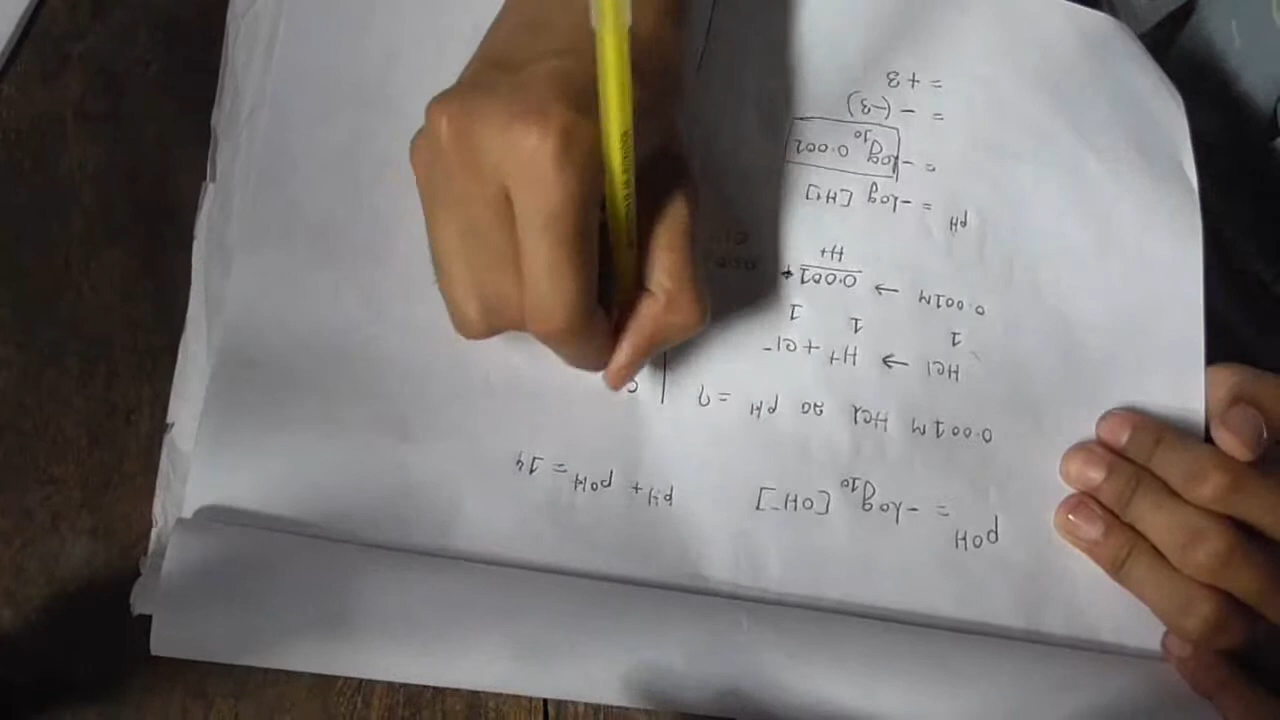 pOH = -log₁₀ [OH⁻]
pH + pOH = 14
0.001M HCl ao pH = ?
HCl → H⁺ + Cl⁻
1 1 1
0.001M → 0.001 +
H⁺
pH = -log [H⁺]
= -log₁₀ 0.001
= - (-3)
= +3